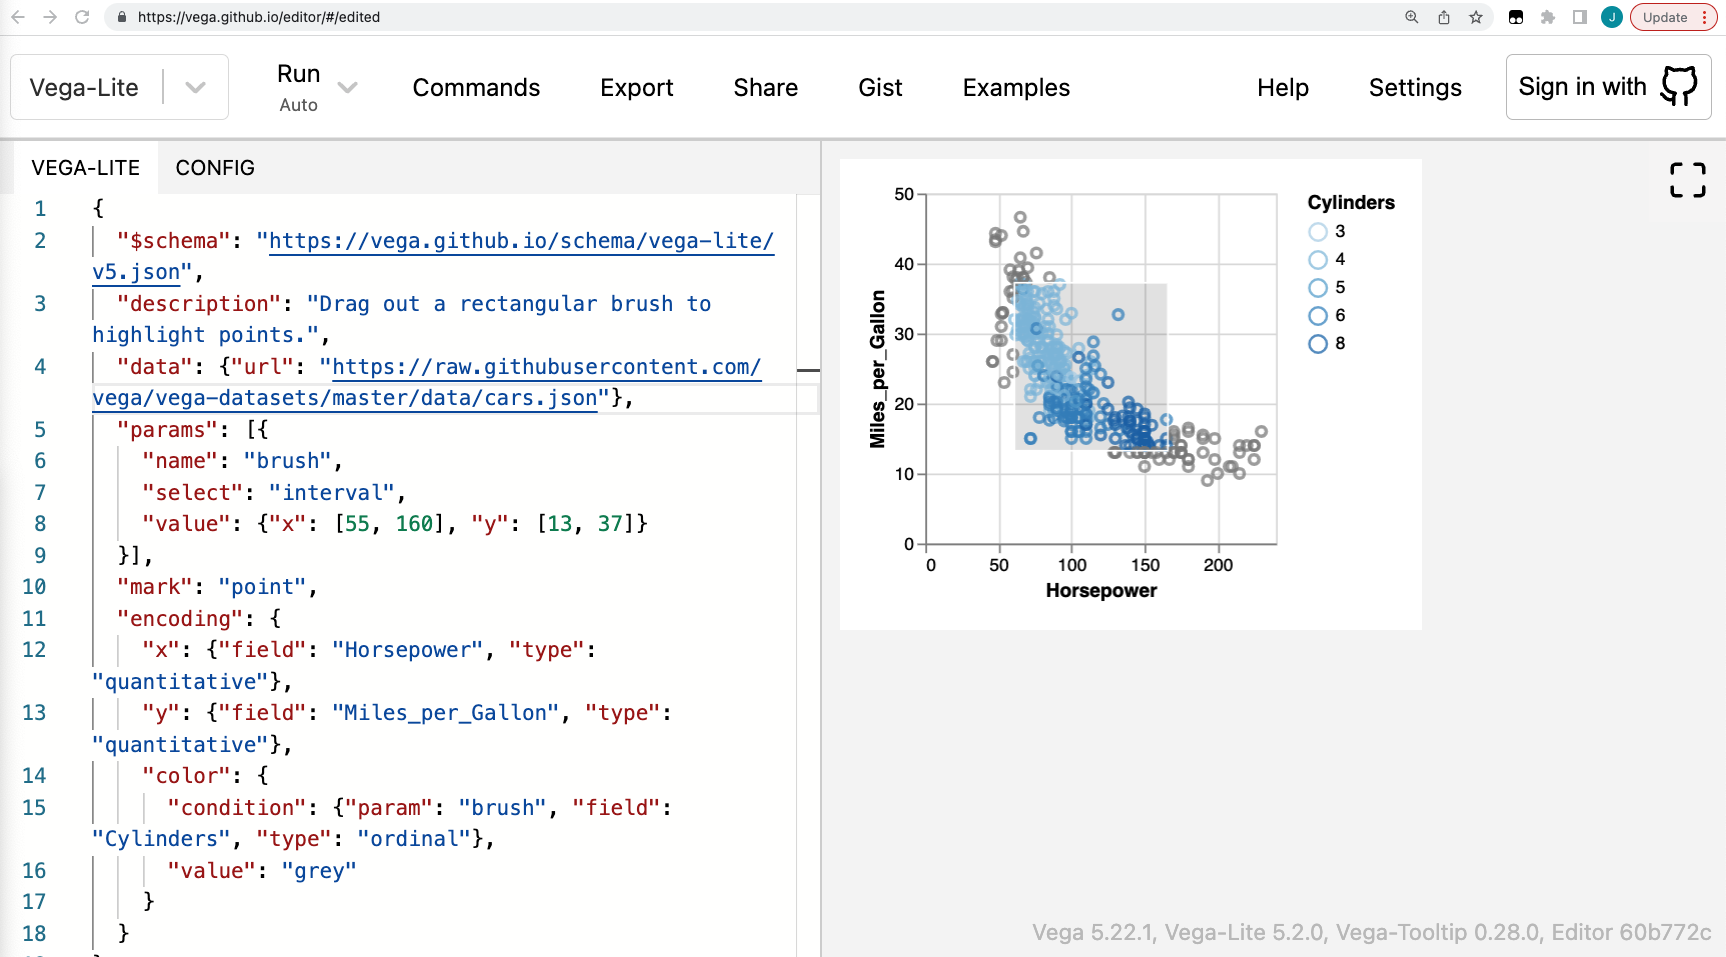 https://vega.github.io/editor/#/edited
J
Update
Vega-Lite
Run
Auto
Commands
Export
Share
Gist
Examples
Help
Settings
Sign in with
VEGA-LITE
CONFIG
1 {
2 "$schema": "https://vega.github.io/schema/vega-lite/
v5.json",
3 "description": "Drag out a rectangular brush to
highlight points.",
4 "data": {"url": "https://raw.githubusercontent.com/
vega/vega-datasets/master/data/cars.json"},
5 "params": [{
6 "name": "brush",
7 "select": "interval",
8 "value": {"x": [55, 160], "y": [13, 37]}
9 }],
10 "mark": "point",
11 "encoding": {
12 "x": {"field": "Horsepower", "type":
"quantitative"},
13 "y": {"field": "Miles_per_Gallon", "type":
"quantitative"},
14 "color": {
15 "condition": {"param": "brush", "field":
"Cylinders", "type": "ordinal"},
16 "value": "grey"
17 }
18 }
50
40
30
20
10
0
Miles_per_Gallon
0 50 100 150 200
Horsepower
Cylinders
3
4
5
6
8
Vega 5.22.1, Vega-Lite 5.2.0, Vega-Tooltip 0.28.0, Editor 60b772c